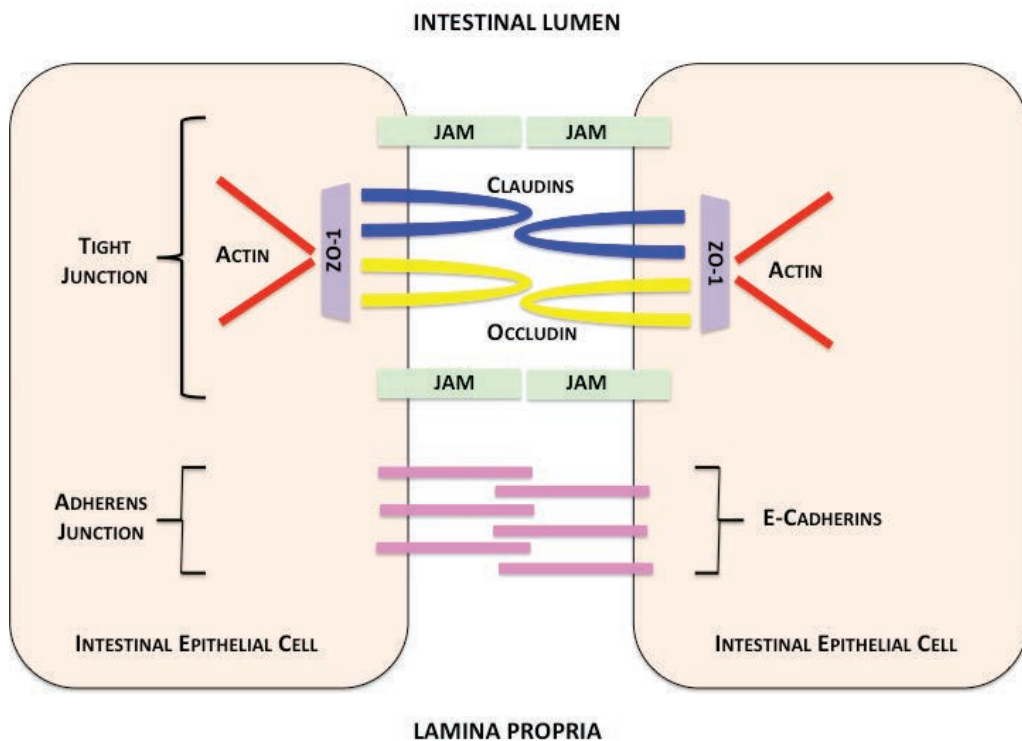 INTESTINAL LUMEN
JAM JAM
CLAUDINS
TIGHT
JUNCTION
ACTIN
ZO-1
ZO-1
ACTIN
OCCLUDIN
JAM JAM
ADHERENS
JUNCTION
E-CADHERINS
INTESTINAL EPITHELIAL CELL
INTESTINAL EPITHELIAL CELL
LAMINA PROPRIA